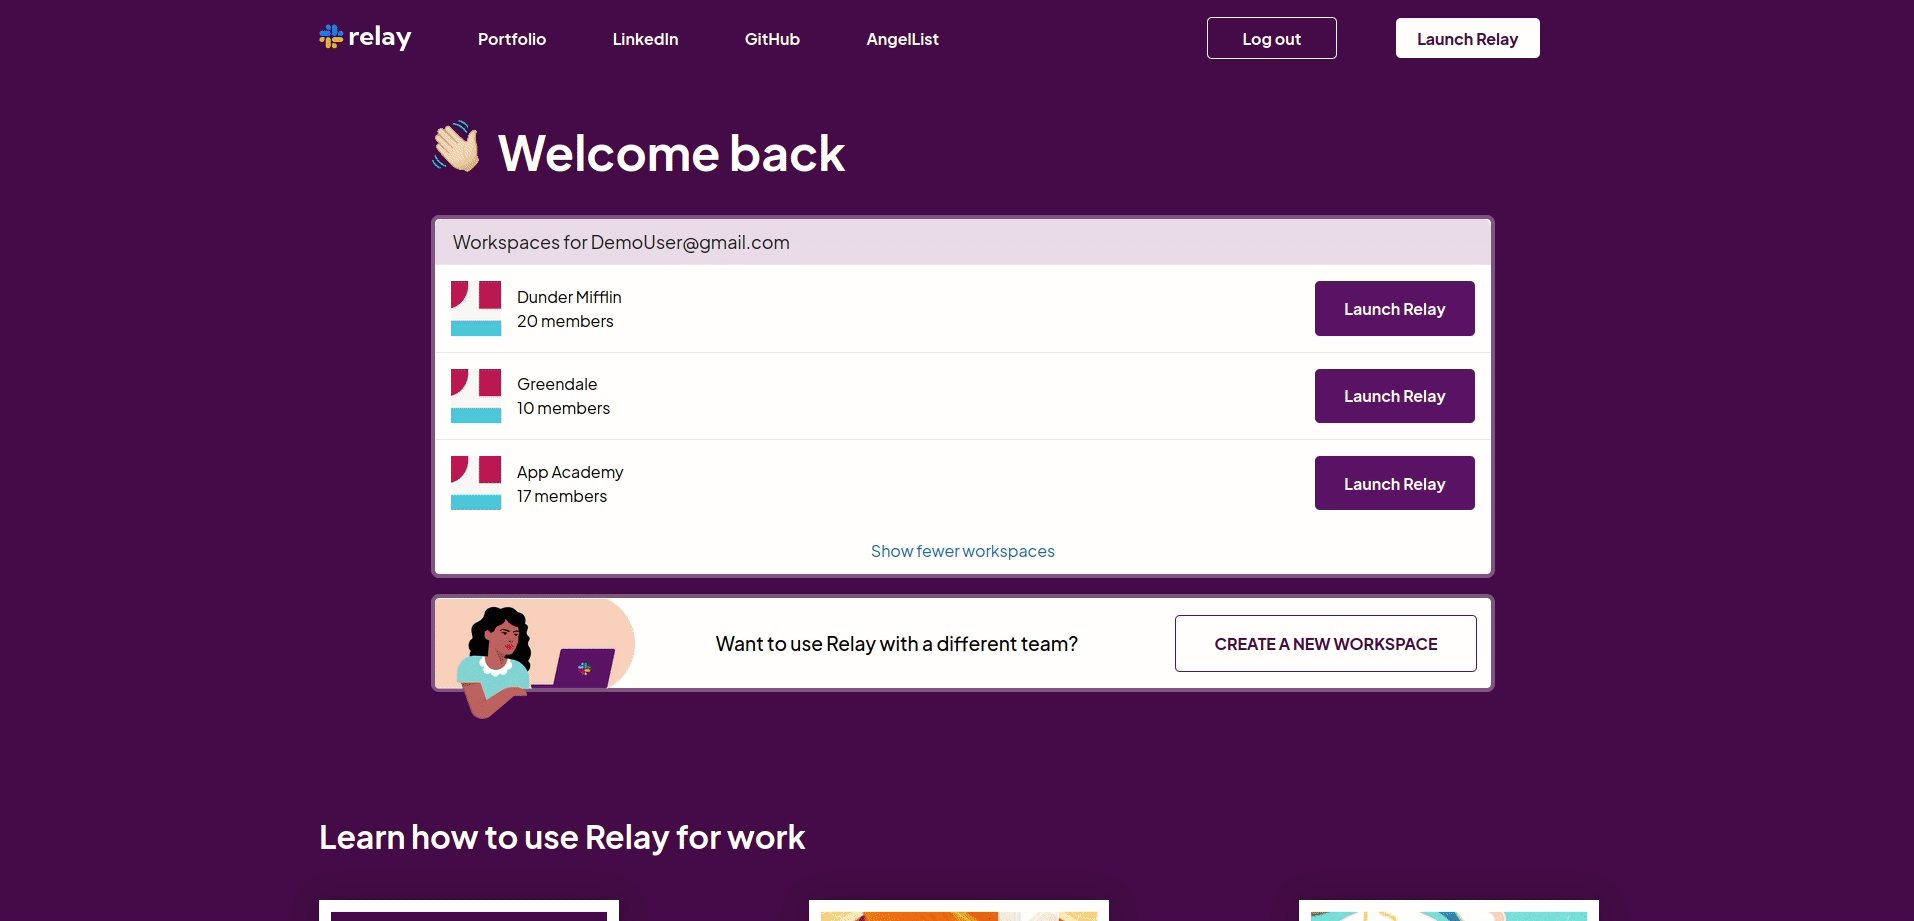 relay
Portfolio
LinkedIn
GitHub
AngelList
Log out
Launch Relay
Welcome back
Workspaces for DemoUser@gmail.com
Dunder Mifflin
20 members
Launch Relay
Greendale
10 members
Launch Relay
App Academy
17 members
Launch Relay
Show fewer workspaces
Want to use Relay with a different team?
CREATE A NEW WORKSPACE
Learn how to use Relay for work